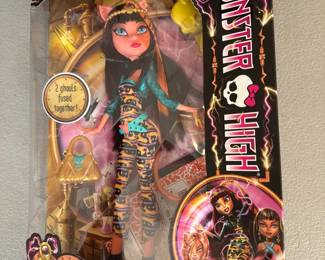 2 ghouls
fused
together!
MONSTER
HIGH